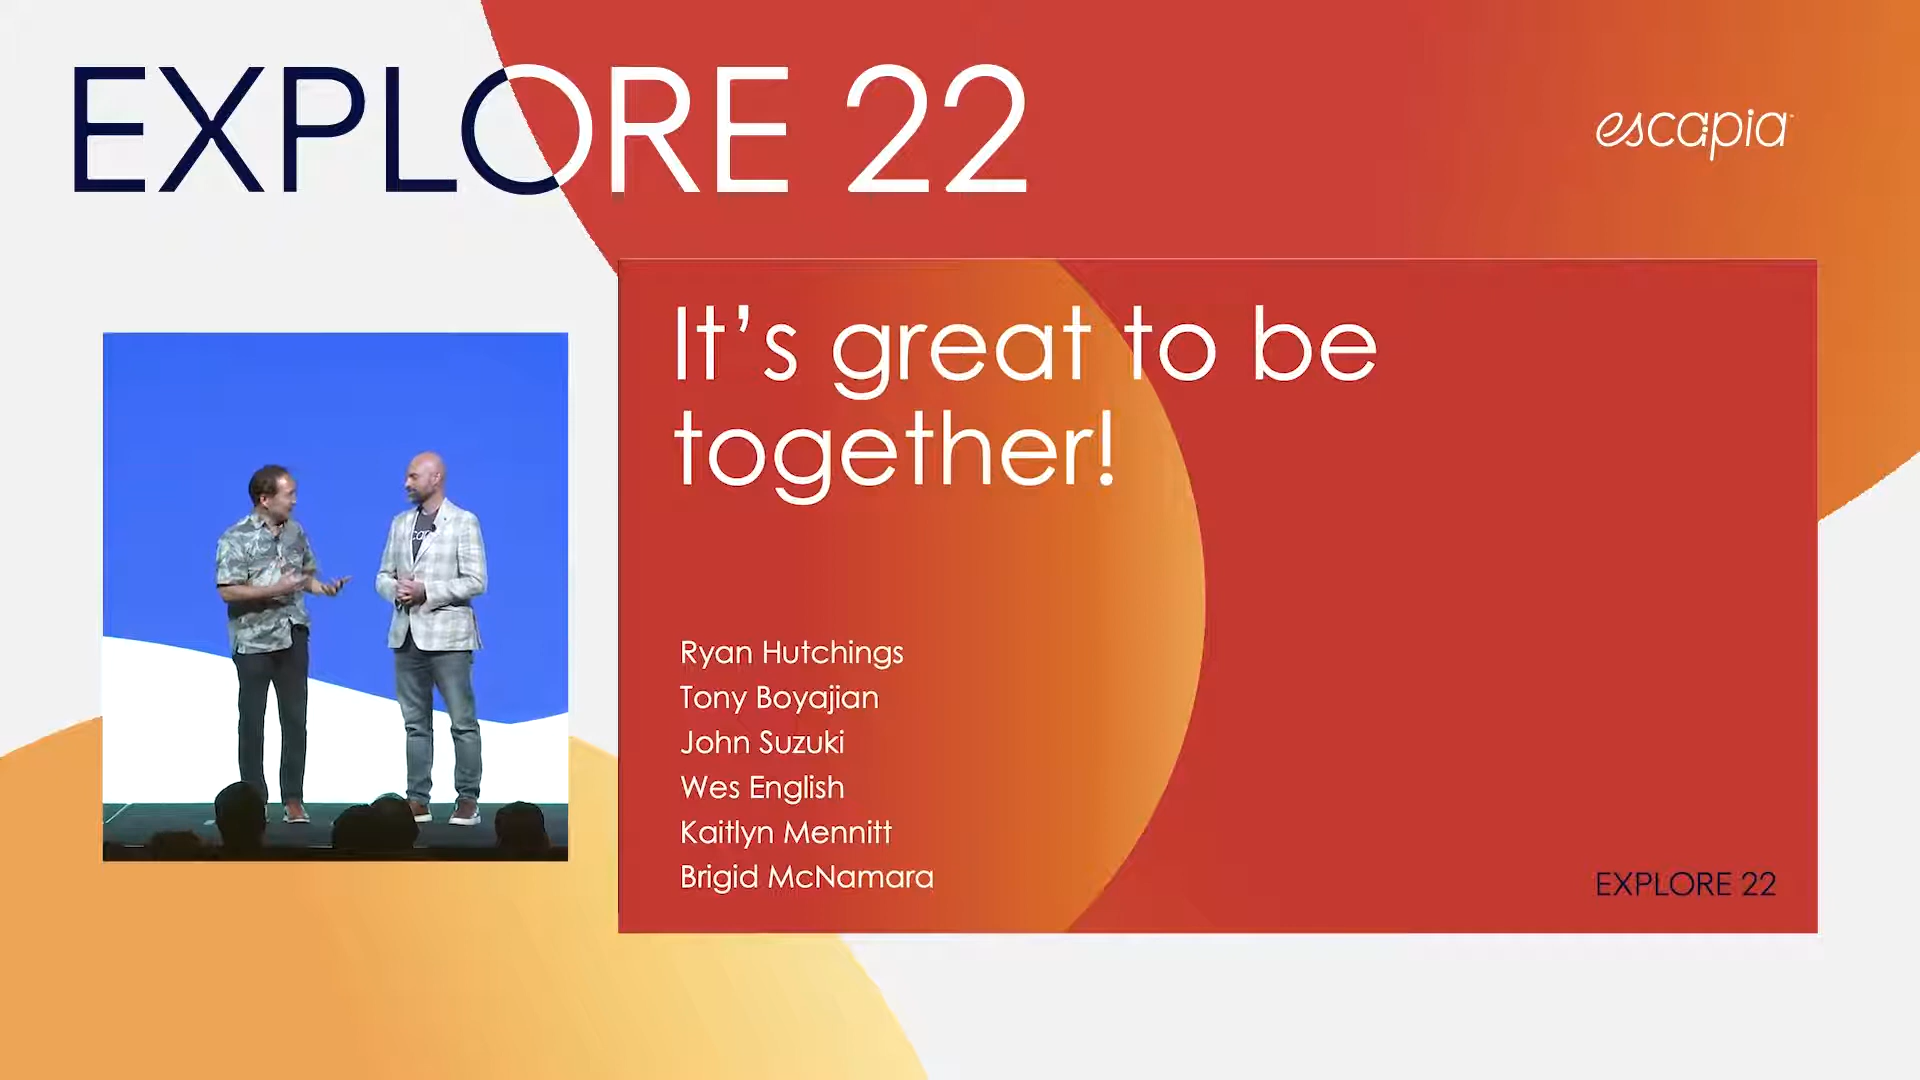 EXPLORE 22
escapia
It's great to be
together!
Ryan Hutchings
Tony Boyajian
John Suzuki
Wes English
Kaitlyn Mennitt
Brigid McNamara
EXPLORE 22